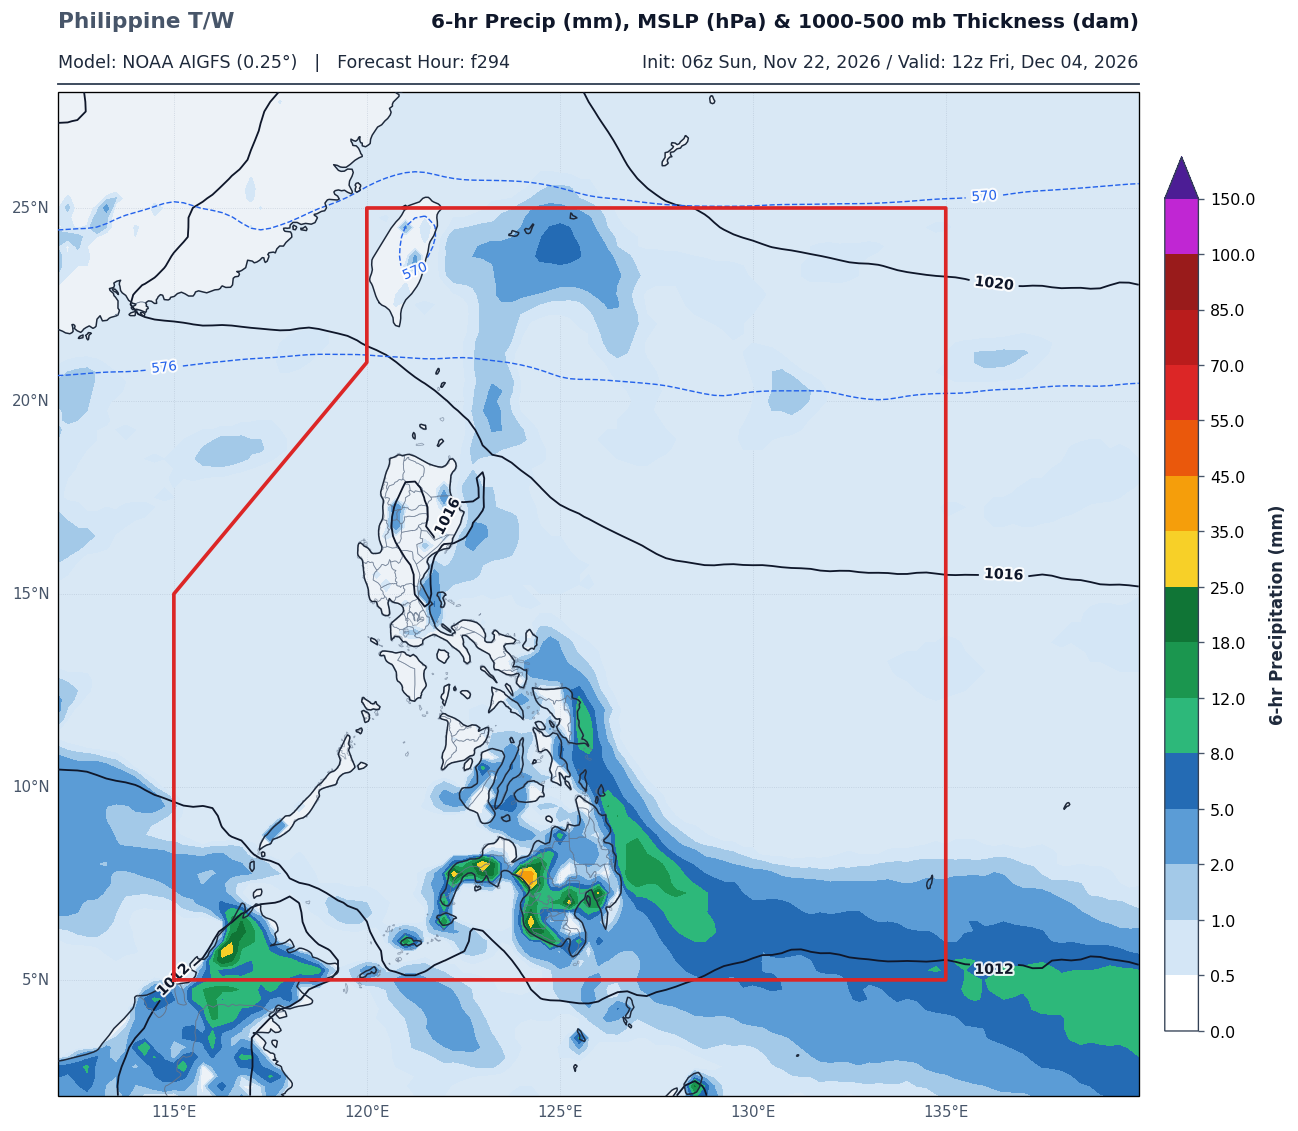 Philippine T/W
6-hr Precip (mm), MSLP (hPa) & 1000-500 mb Thickness (dam)
Model: NOAA AIGFS (0.25°) | Forecast Hour: f294
Init: 06z Sun, Nov 22, 2026 / Valid: 12z Fri, Dec 04, 2026
25°N
20°N
15°N
10°N
5°N
115°E
120°E
125°E
130°E
135°E
570
570
576
1020
1016
1016
1012
1012
150.0
100.0
85.0
70.0
55.0
45.0
35.0
25.0
18.0
12.0
8.0
5.0
2.0
1.0
0.5
0.0
6-hr Precipitation (mm)